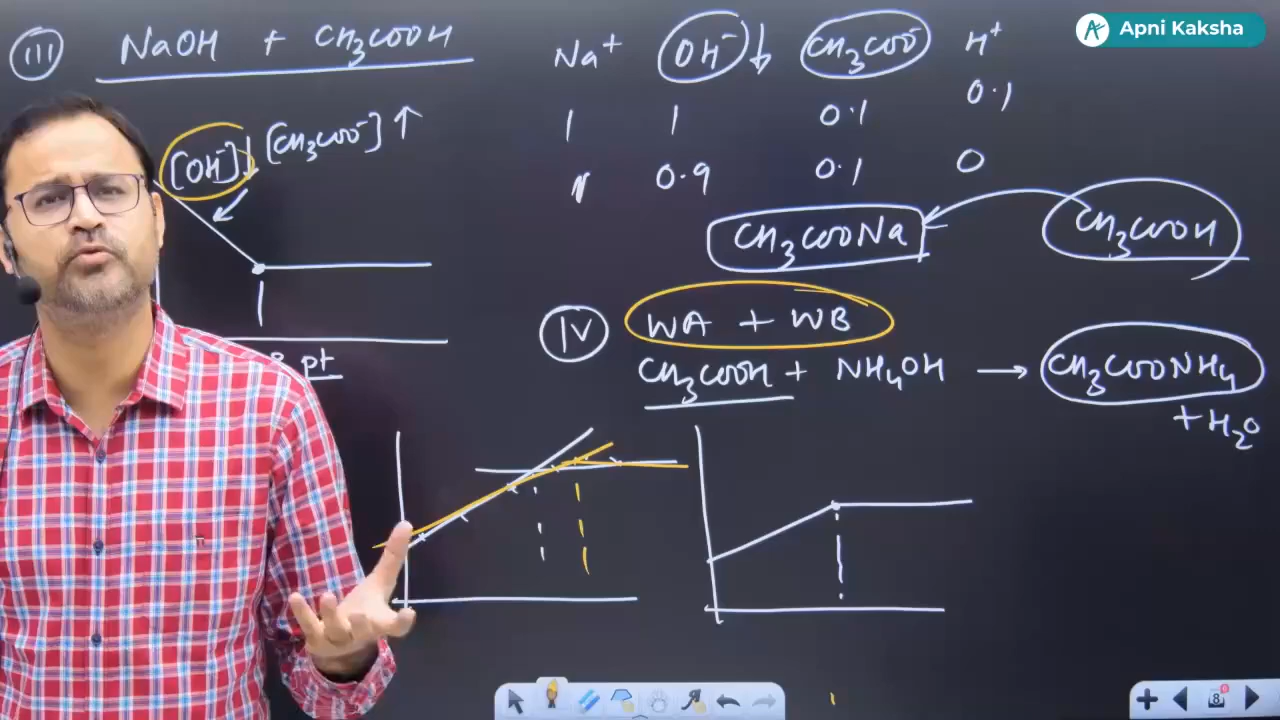 Apni Kaksha
III NaOH + CH3COOH
Na+ OH- ↓ CH3COO- H+
1 1 0.1 0.1
0.9 0.1 0
[OH-]↓ [CH3COO-] ↑
CH3COONa CH3COOH
IV WA + WB
CH3COOH + NH4OH → CH3COONH4
+ H2O
pt
8